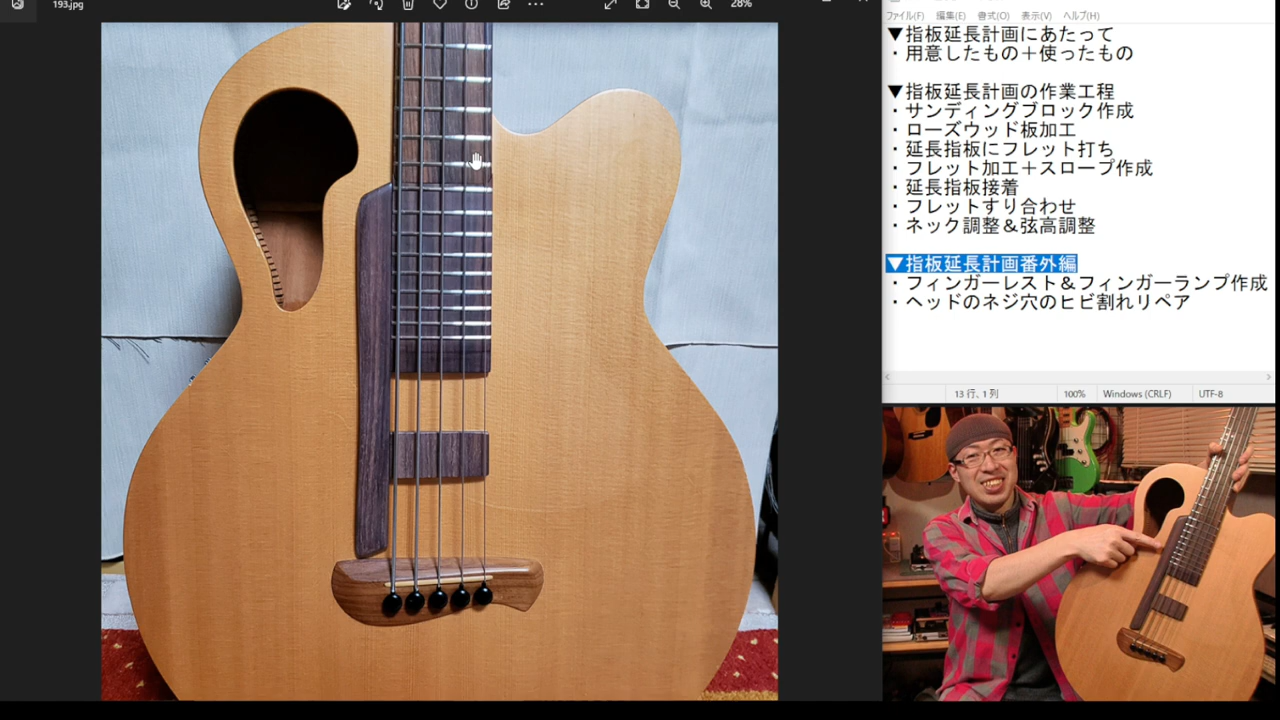 193.jpg
28%
ファイル(F) 編集(E) 書式(O) 表示(V) ヘルプ(H)
▼指板延長計画にあたって
・用意したもの＋使ったもの
▼指板延長計画の作業工程
・サンディングブロック作成
・ローズウッド板加工
・延長指板にフレット打ち
・フレット加工＋スロープ作成
・延長指板接着
・フレットすり合わせ
・ネック調整＆弦高調整
▼指板延長計画番外編
・フィンガーレスト＆フィンガーランプ作成
・ヘッドのネジ穴のヒビ割れリペア
13 行、1 列 100% Windows (CRLF) UTF-8